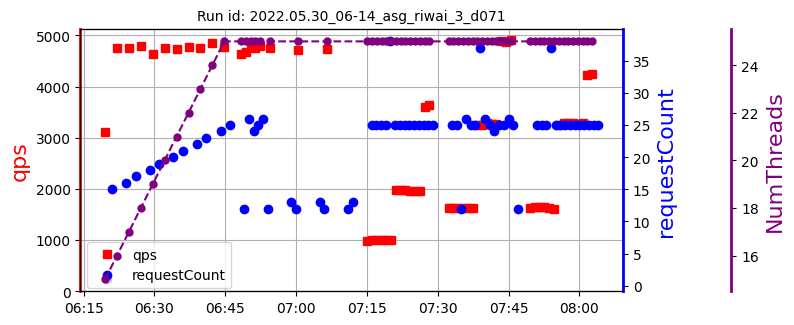 Run id: 2022.05.30_06-14_asg_riwai_3_d071
5000
4000
3000
2000
1000
0
qps
35
30
25
20
15
10
5
0
requestCount
24
22
20
18
16
NumThreads
qps
requestCount
06:15 06:30 06:45 07:00 07:15 07:30 07:45 08:00